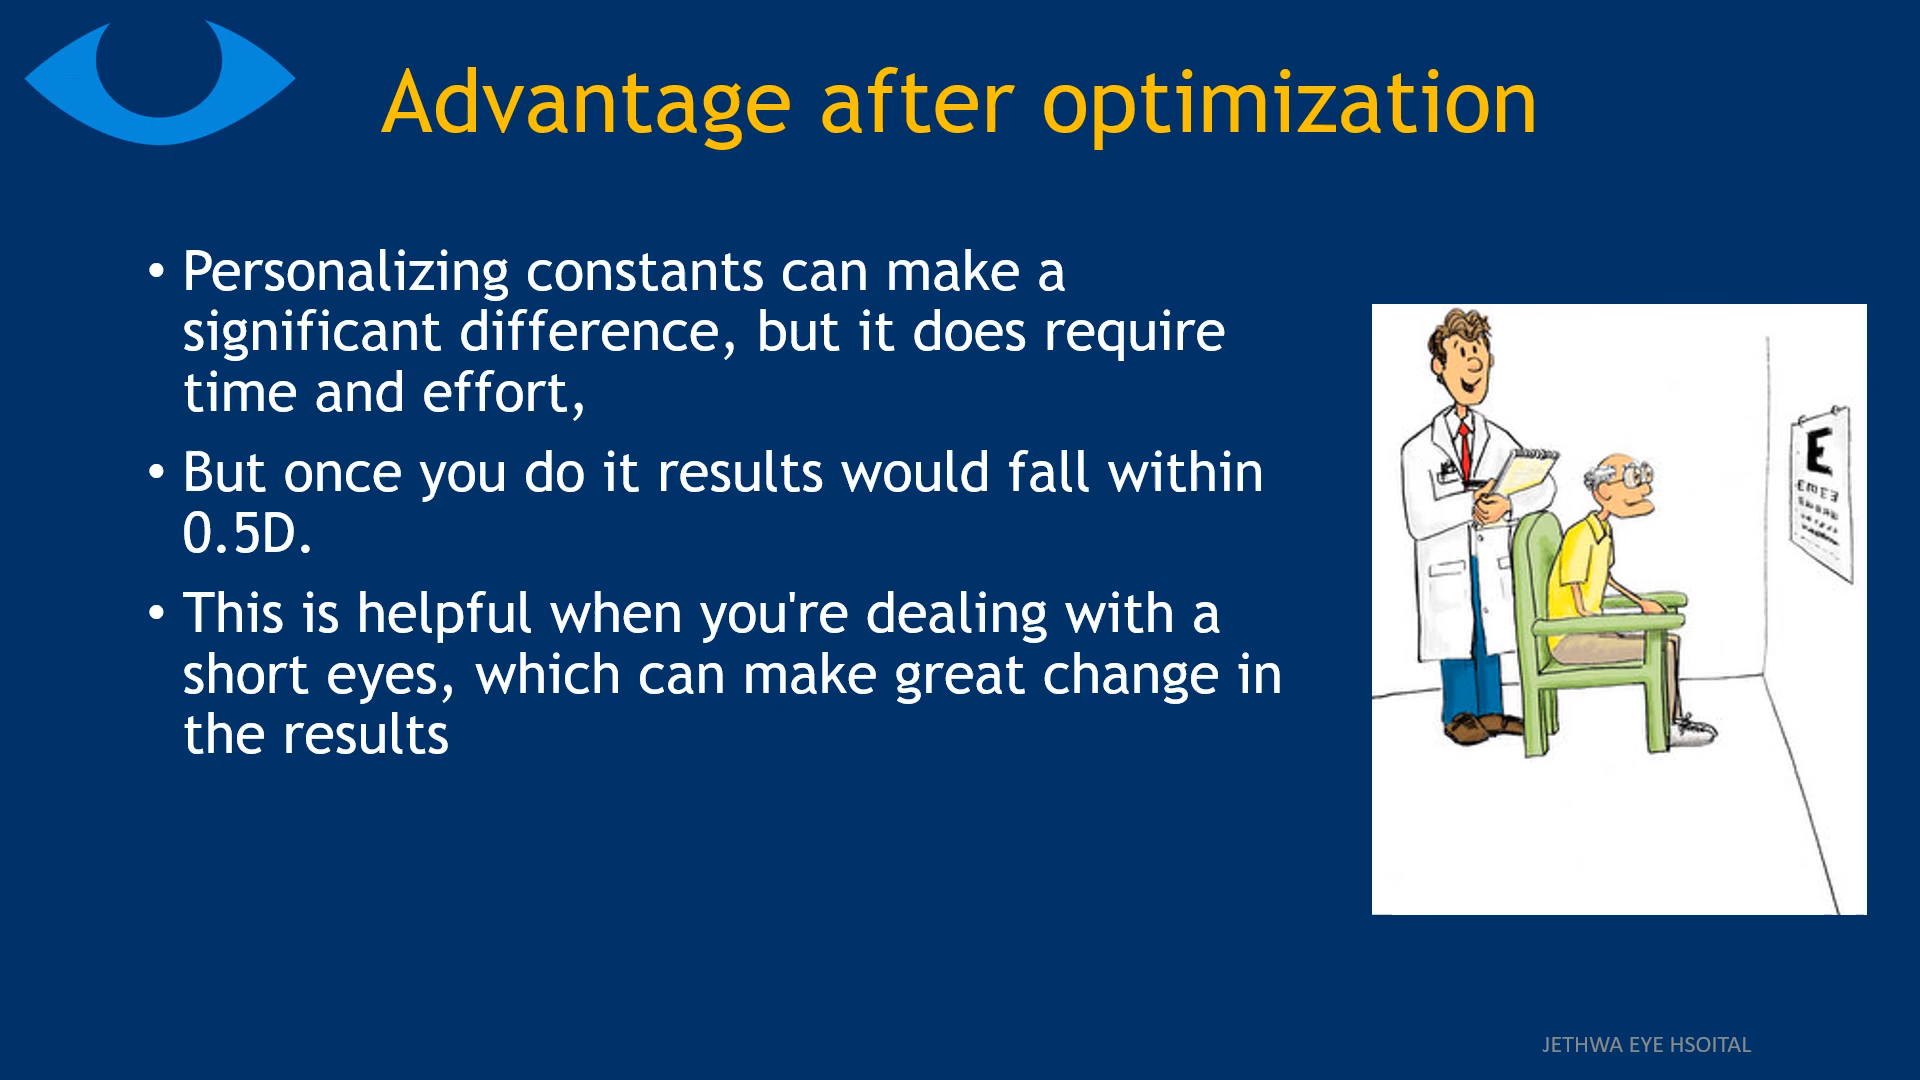 Advantage after optimization
• Personalizing constants can make a
significant difference, but it does require
time and effort,
• But once you do it results would fall within
0.5D.
• This is helpful when you're dealing with a
short eyes, which can make great change in
the results
E
JETHWA EYE HSOITAL